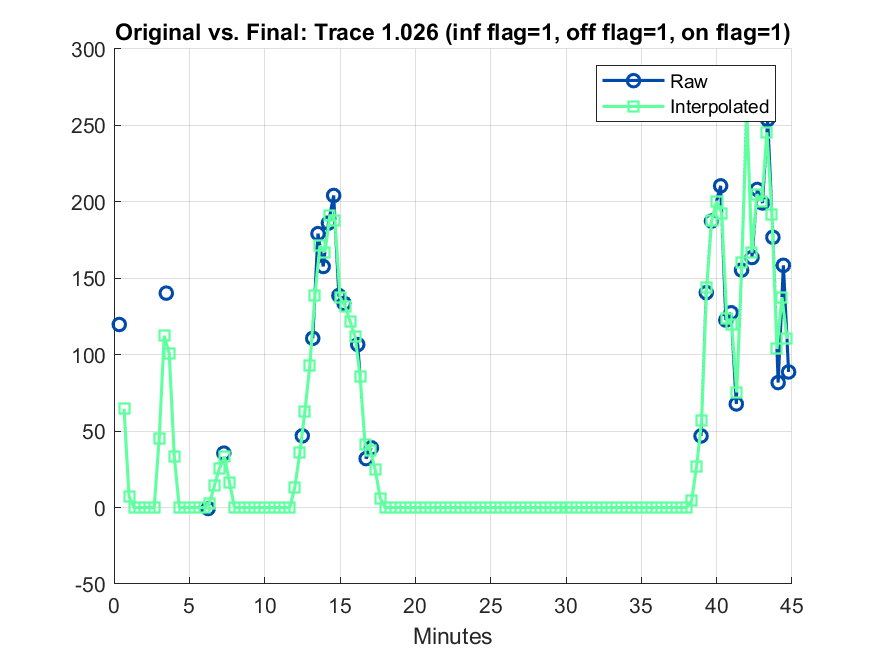 Original vs. Final: Trace 1.026 (inf flag=1, off flag=1, on flag=1)
300
250
200
150
100
50
0
-50
Raw
Interpolated
0 5 10 15 20 25 30 35 40 45
Minutes